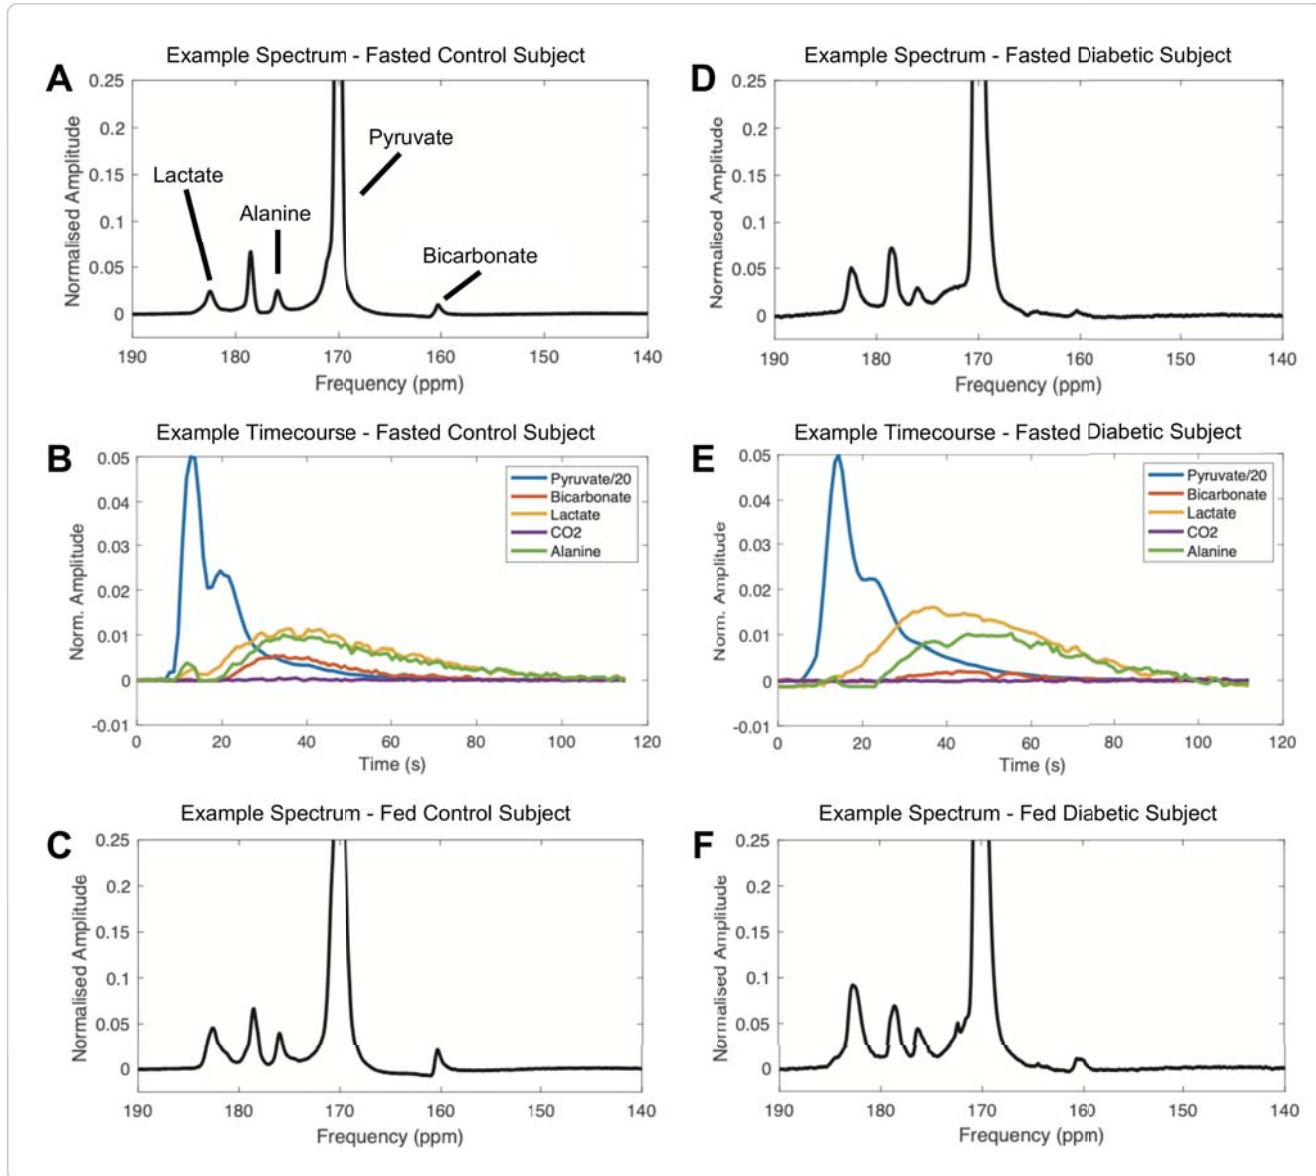 Example Spectrum - Fasted Control Subject
A
0.25
0.2
0.15
0.1
0.05
0
Normalised Amplitude
Lactate
Alanine
Pyruvate
Bicarbonate
190 180 170 160 150 140
Frequency (ppm)
Example Spectrum - Fasted Diabetic Subject
D
0.25
0.2
0.15
0.1
0.05
0
Normalised Amplitude
190 180 170 160 150 140
Frequency (ppm)
Example Timecourse - Fasted Control Subject
B
0.05
0.04
0.03
0.02
0.01
0
-0.01
Norm. Amplitude
Pyruvate/20
Bicarbonate
Lactate
CO2
Alanine
0 20 40 60 80 100 120
Time (s)
Example Timecourse - Fasted Diabetic Subject
E
0.05
0.04
0.03
0.02
0.01
0
-0.01
Norm. Amplitude
Pyruvate/20
Bicarbonate
Lactate
CO2
Alanine
0 20 40 60 80 100 120
Time (s)
Example Spectrum - Fed Control Subject
C
0.25
0.2
0.15
0.1
0.05
0
Normalised Amplitude
190 180 170 160 150 140
Frequency (ppm)
Example Spectrum - Fed Diabetic Subject
F
0.25
0.2
0.15
0.1
0.05
0
Normalised Amplitude
190 180 170 160 150 140
Frequency (ppm)